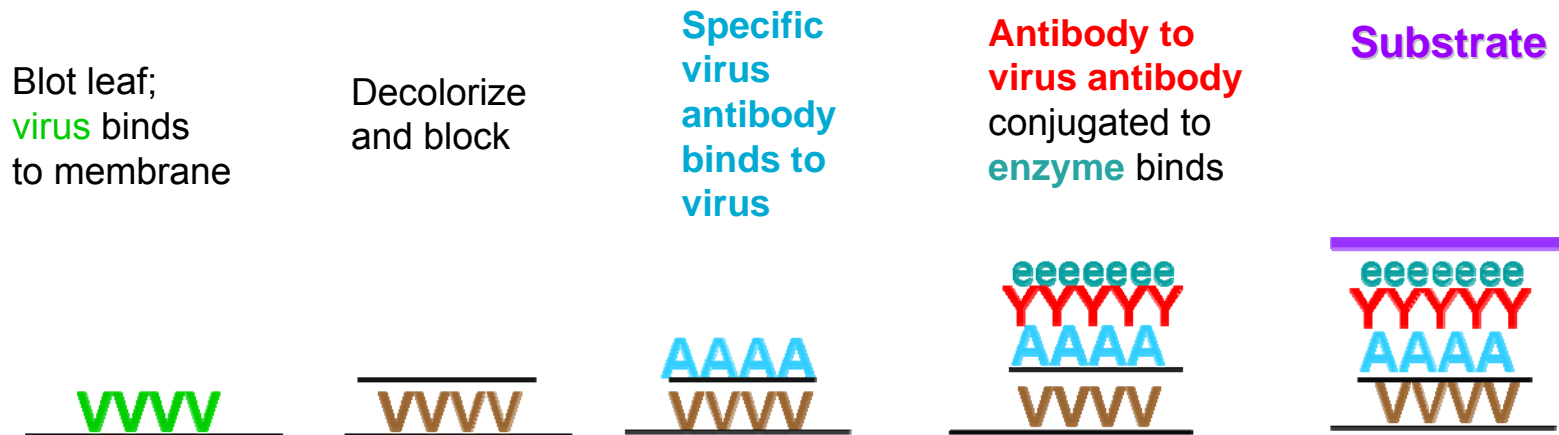 Blot leaf;
virus binds
to membrane
Decolorize
and block
Specific
virus
antibody
binds to
virus
Antibody to
virus antibody
conjugated to
enzyme binds
Substrate
VVVV
VVVV
AAAA
VVVV
eeeeeee
YYYYY
AAAA
VVVV
eeeeeee
YYYYY
AAAA
VVVV